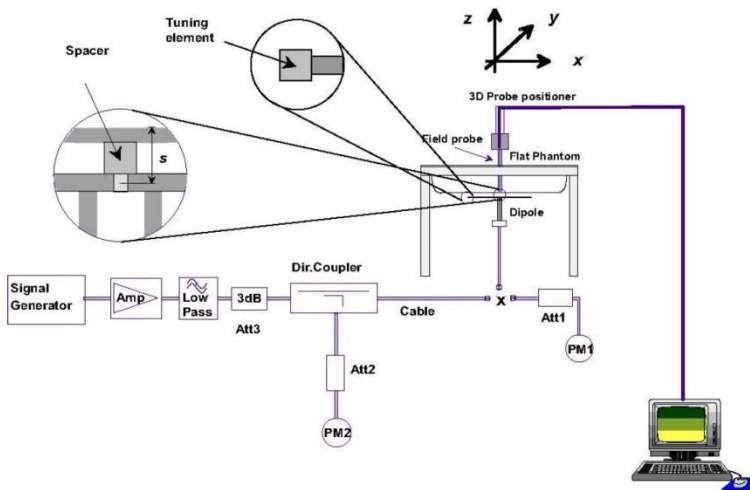 Tuning
element
Spacer
s
z
y
x
3D Probe positioner
Field probe
Flat Phantom
Dipole
Signal
Generator
Amp
Low
Pass
3dB
Att3
Dir.Coupler
Cable
x
Att1
PM1
Att2
PM2